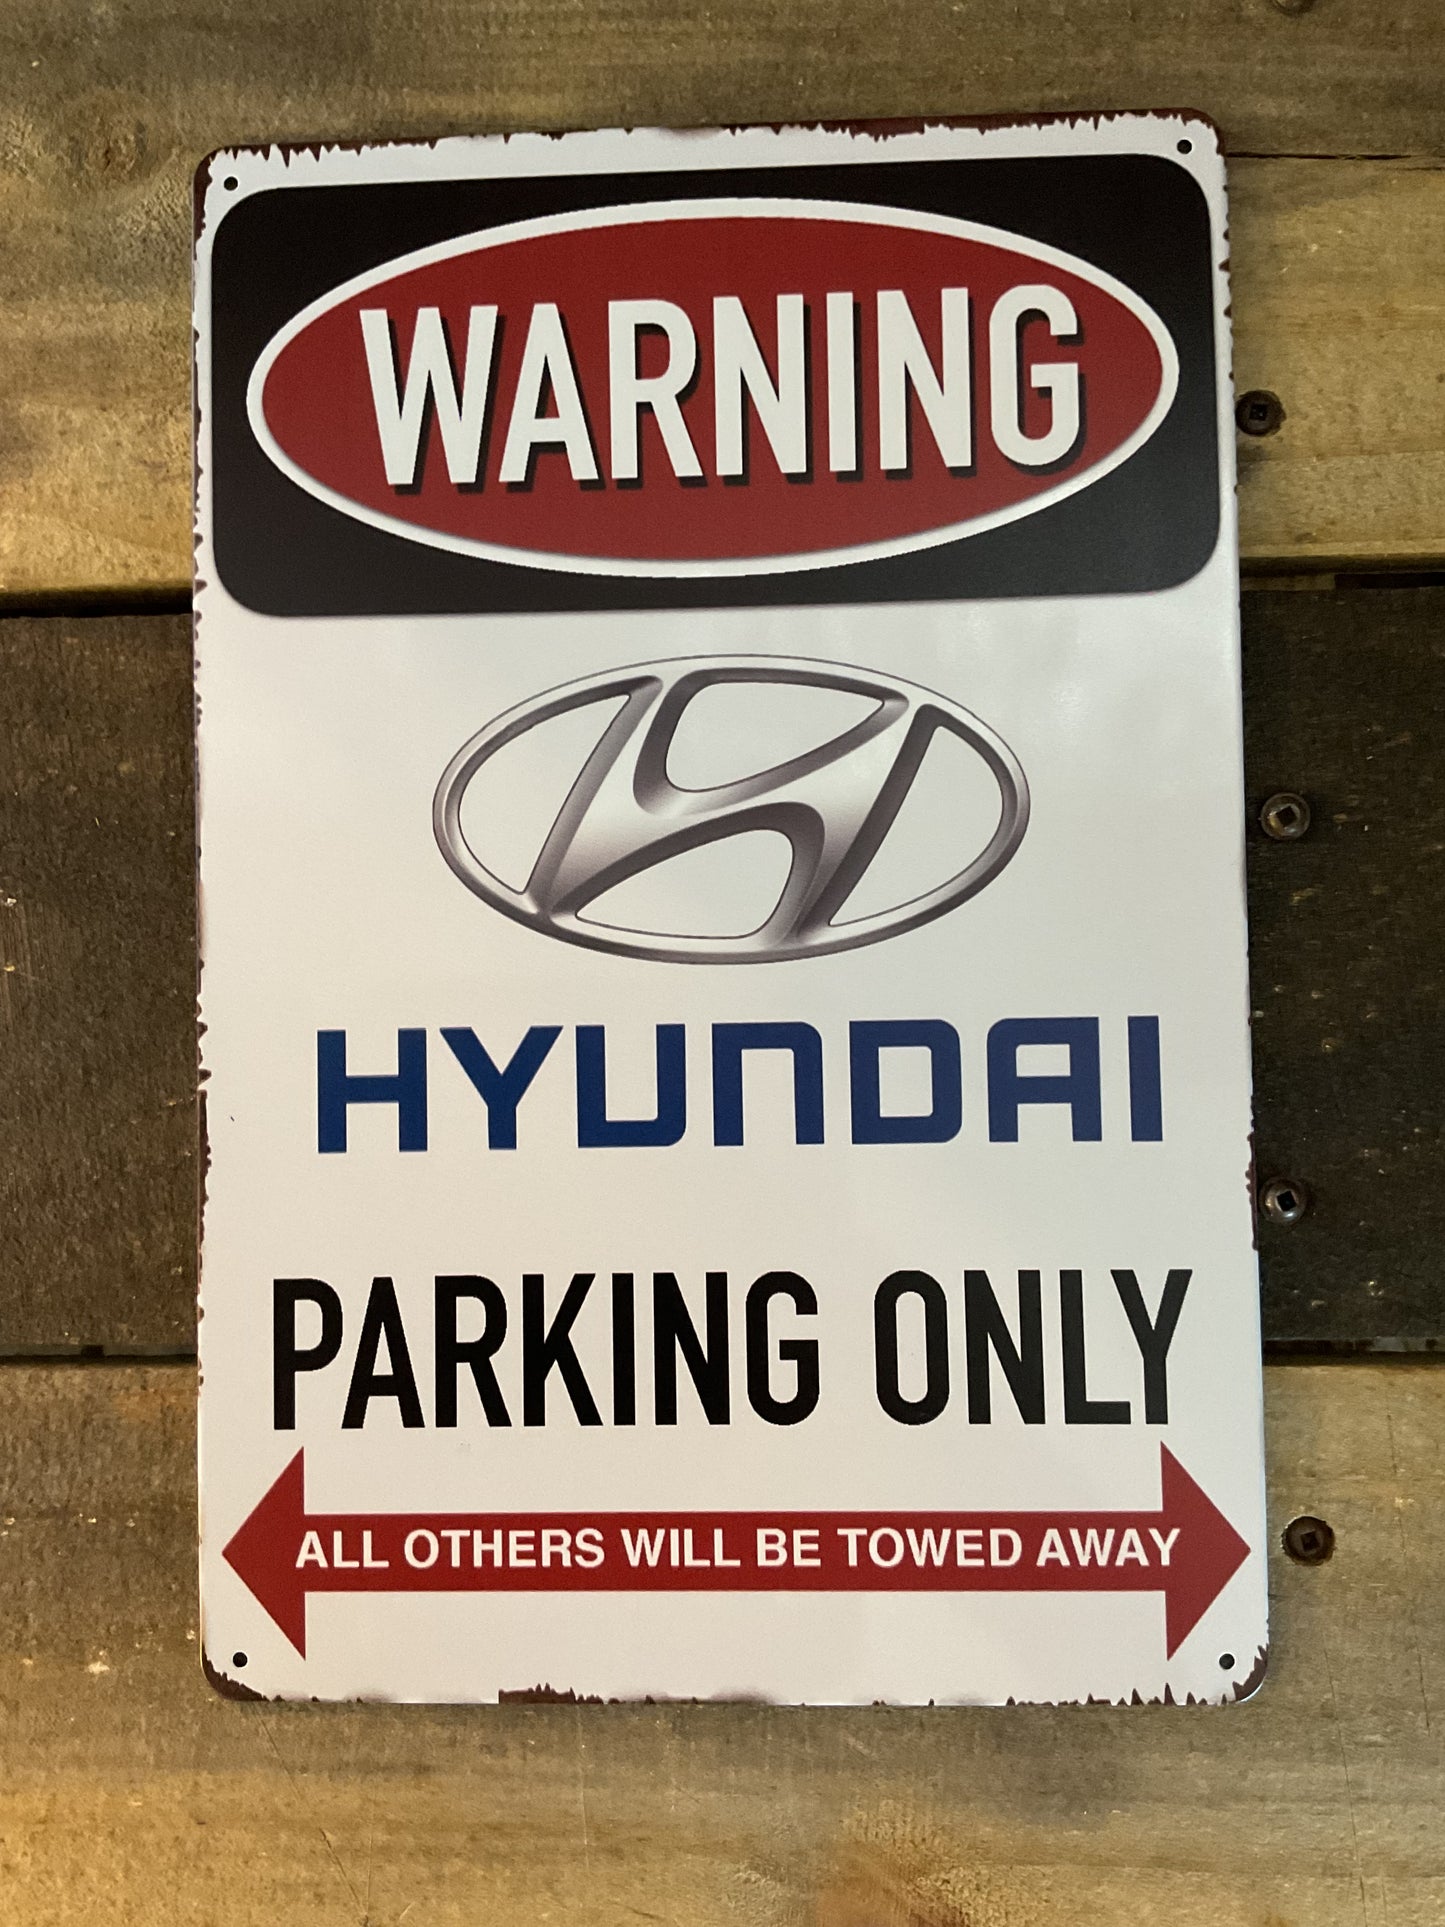 WARNING
HYUNDAI
PARKING ONLY
ALL OTHERS WILL BE TOWED AWAY